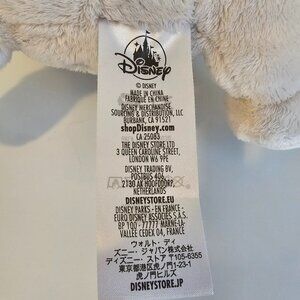 Disney
© DISNEY
MADE IN CHINA
FABRIQUÉ EN CHINE
DISNEY MERCHANDISE
SOURCING & DISTRIBUTION, LLC
BURBANK, CA 91521
shopDisney.com
CA 25083
THE DISNEY STORE LTD
3 QUEEN CAROLINE STREET,
LONDON W6 9PE
DISNEY TRADING BV,
POSTBUS 406,
2130 AK HOOFDDORP,
NETHERLANDS
DISNEYSTORE.EU
DISNEY PARKS - EN FRANCE -
EURO DISNEY ASSOCIES S.A.S
BP 100 - 77777 MARNE-LA-
VALLEE CEDEX 04, FRANCE
ウォルト・ディ
ズニー・ジャパン株式会社
ディズニーストア 〒105-6355
東京都港区虎ノ門1-23-1
虎ノ門ヒルズ
DISNEYSTORE.JP